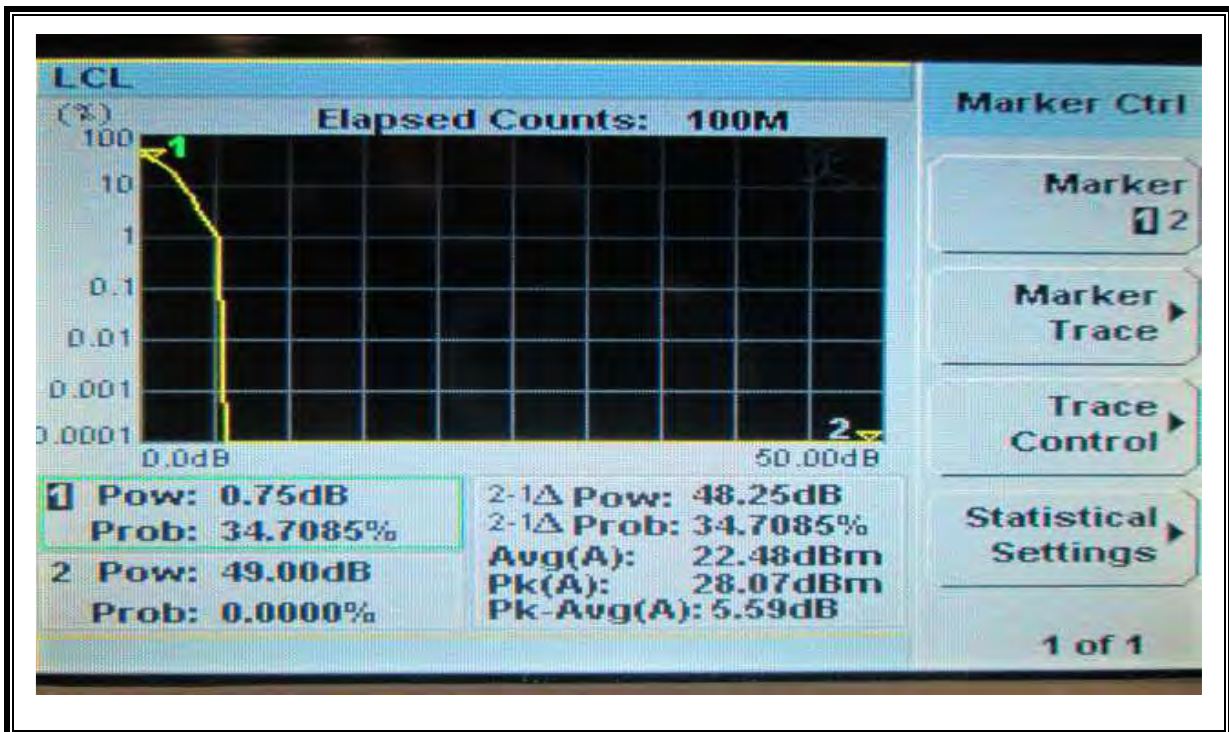 LCL
(%)
Elapsed Counts: 100M
100
10
1
0.1
0.01
0.001
0.0001
1
2
0.0dB
50.00dB
1 Pow: 0.75dB
Prob: 34.7085%
2 Pow: 49.00dB
Prob: 0.0000%
2-1Δ Pow: 48.25dB
2-1Δ Prob: 34.7085%
Avg(A): 22.48dBm
Pk(A): 28.07dBm
Pk-Avg(A): 5.59dB
Marker Ctrl
Marker
1 2
Marker
Trace
Trace
Control
Statistical
Settings
1 of 1